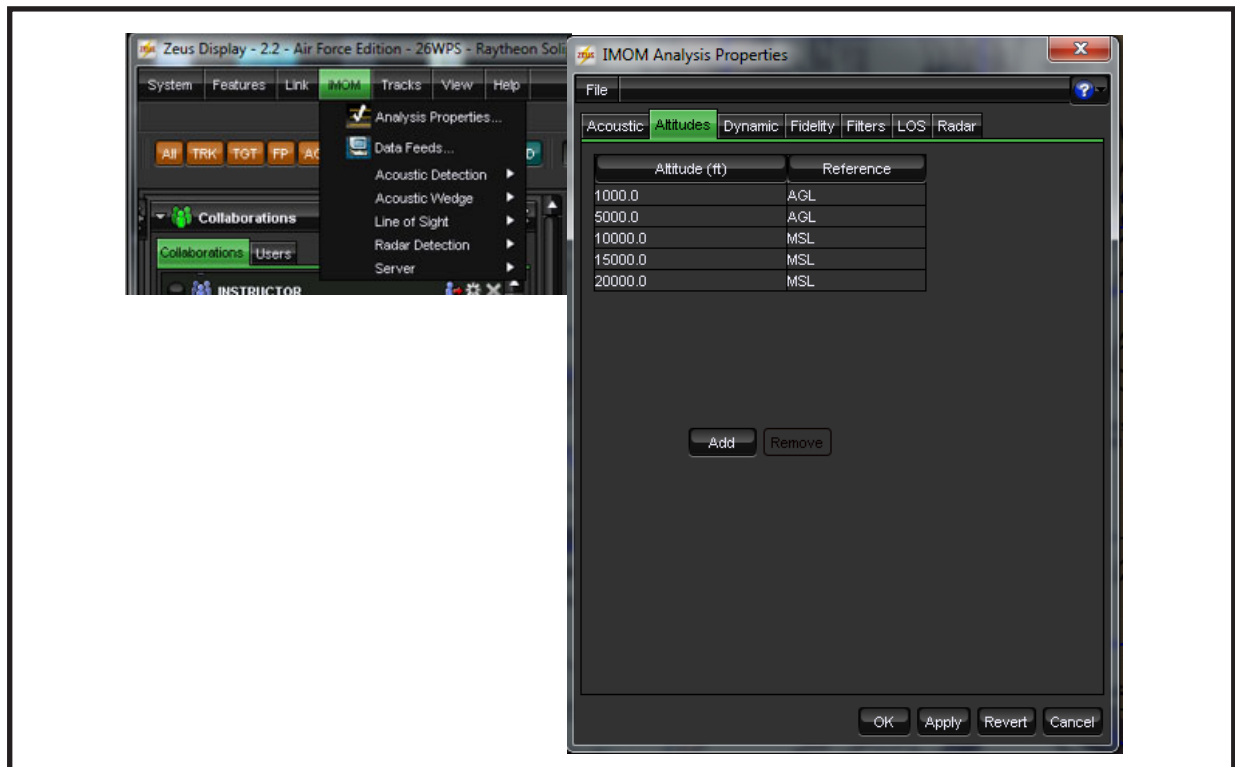 Zeus Display - 2.2 - Air Force Edition - 26WPS - Raytheon Soli
System Features Link IMOM Tracks View Help
Analysis Properties...
All TRK TGT FP
Data Feeds...
Acoustic Detection
Acoustic Wedge
Collaborations
Line of Sight
Collaborations Users
Radar Detection
Server
INSTRUCTOR
IMOM Analysis Properties
File
Acoustic Altitudes Dynamic Fidelity Filters LOS Radar
Altitude (ft) Reference
1000.0 AGL
5000.0 AGL
10000.0 MSL
15000.0 MSL
20000.0 MSL
Add Remove
OK Apply Revert Cancel